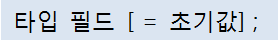 타입 필드 [ = 초기값] ;